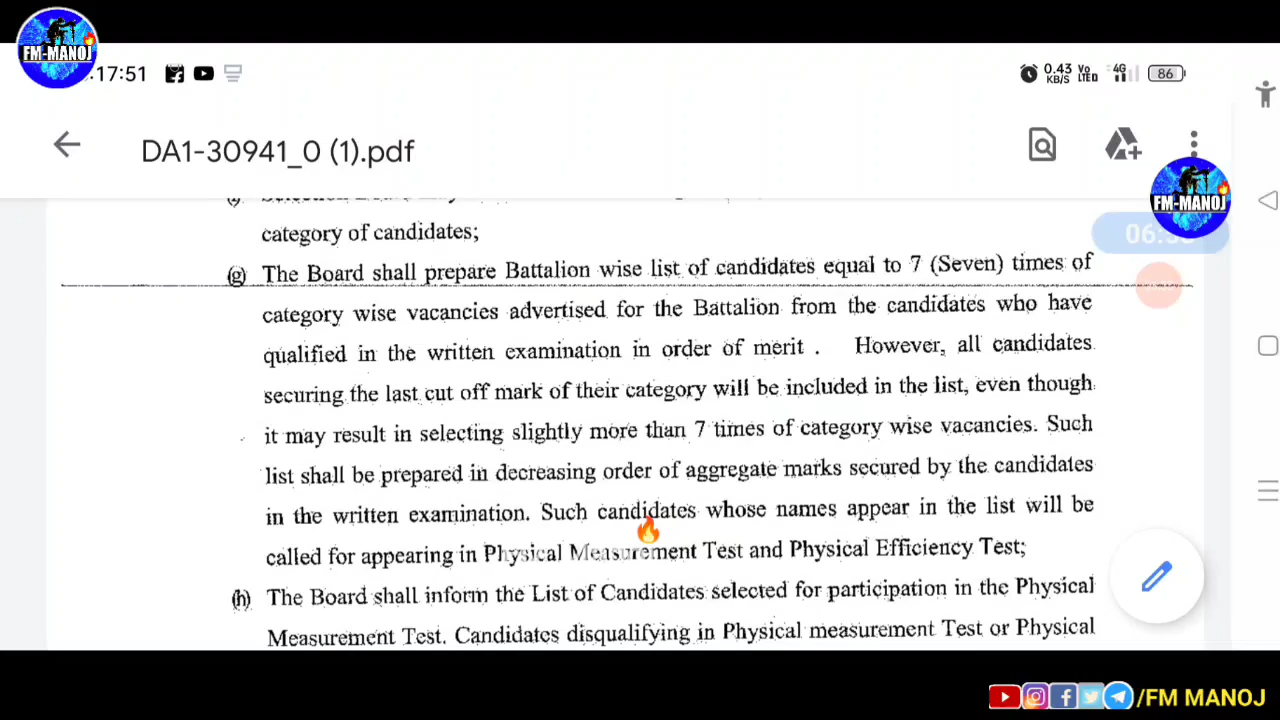 FM-MANOJ
:17:51
0.43 KB/S
Vo LTED
4G
86
DA1-30941_0 (1).pdf
FM-MANOJ
category of candidates;
06:
(g) The Board shall prepare Battalion wise list of candidates equal to 7 (Seven) times of
category wise vacancies advertised for the Battalion from the candidates who have
qualified in the written examination in order of merit . However, all candidates
securing the last cut off mark of their category will be included in the list, even though
it may result in selecting slightly more than 7 times of category wise vacancies. Such
list shall be prepared in decreasing order of aggregate marks secured by the candidates
in the written examination. Such candidates whose names appear in the list will be
called for appearing in Physical Measurement Test and Physical Efficiency Test;
(h) The Board shall inform the List of Candidates selected for participation in the Physical
Measurement Test. Candidates disqualifying in Physical measurement Test or Physical
/FM MANOJ